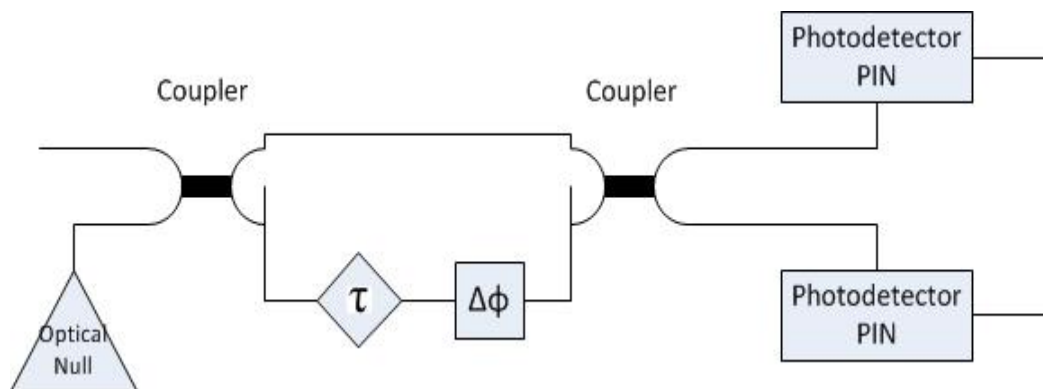 Photodetector
PIN
Coupler
Coupler
τ
Δϕ
Optical
Null
Photodetector
PIN